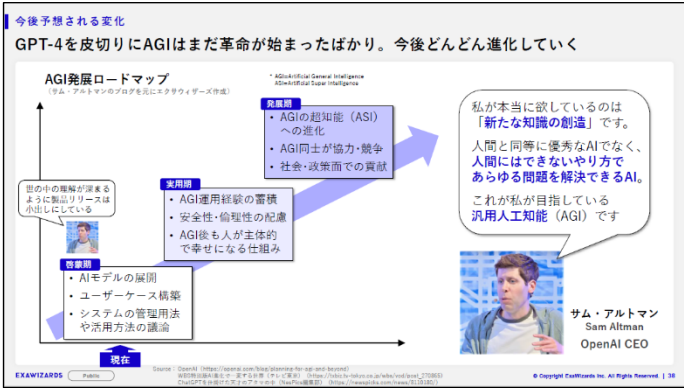 今後予想される変化
GPT-4を皮切りにAGIはまだ革命が始まったばかり。今後どんどん進化していく
AGI発展ロードマップ
（サム・アルトマンのブログを元にエクサウィザーズ作成）
* AGI=Artificial General Intelligence
ASI=Artificial Super Intelligence
発展期
• AGIの超知能（ASI）
への進化
• AGI同士が協力・競争
• 社会・政策面での貢献
実用期
• AGI運用経験の蓄積
• 安全性・倫理性の配慮
• AGI後も人が主体的
で幸せになる仕組み
世の中の理解が深まる
ように製品リリースは
小出しにしている
啓蒙期
• AIモデルの展開
• ユーザーケース構築
• システムの管理用法
や活用方法の議論
現在
私が本当に欲しているのは
「新たな知識の創造」です。
人間と同等に優秀なAIでなく、
人間にはできないやり方で
あらゆる問題を解決できるAI。
これが私が目指している
汎用人工知能（AGI）です
サム・アルトマン
Sam Altman
OpenAI CEO
Source : OpenAI (https://openai.com/blog/planning-for-agi-and-beyond)
EXAWIZARDS
Public
© Copyright ExaWizards Inc. All Rights Reserved. | 38